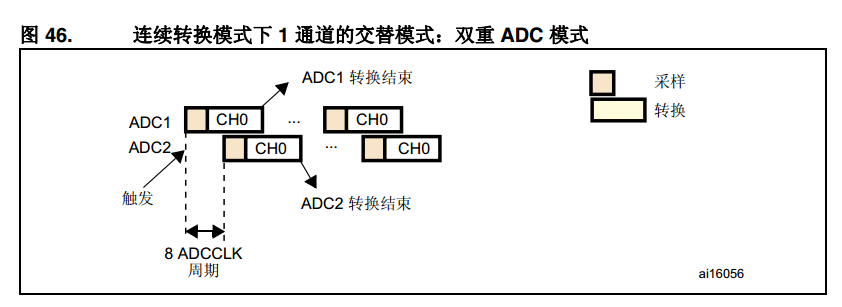 图 46. 连续转换模式下 1 通道的交替模式：双重 ADC 模式
ADC1 转换结束
采样
转换
ADC1
CH0
...
CH0
ADC2
CH0
...
CH0
触发
ADC2 转换结束
8 ADCCLK
周期
ai16056